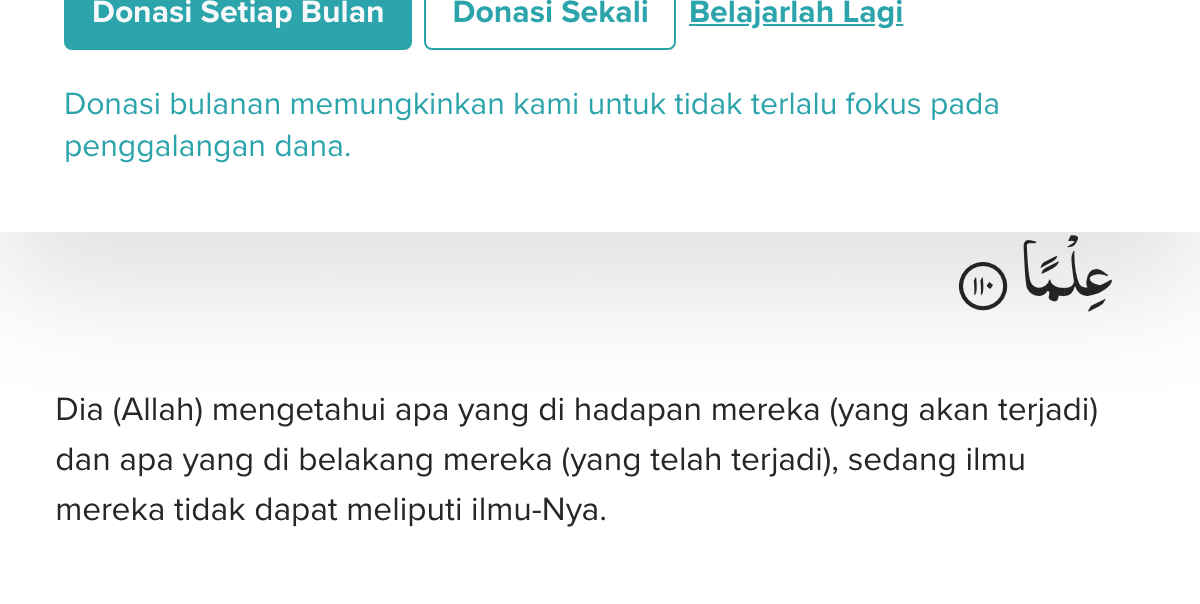 Donasi Setiap Bulan Donasi Sekali Belajarlah Lagi
Donasi bulanan memungkinkan kami untuk tidak terlalu fokus pada
penggalangan dana.
عِلْمًا ١١٠
Dia (Allah) mengetahui apa yang di hadapan mereka (yang akan terjadi)
dan apa yang di belakang mereka (yang telah terjadi), sedang ilmu
mereka tidak dapat meliputi ilmu-Nya.